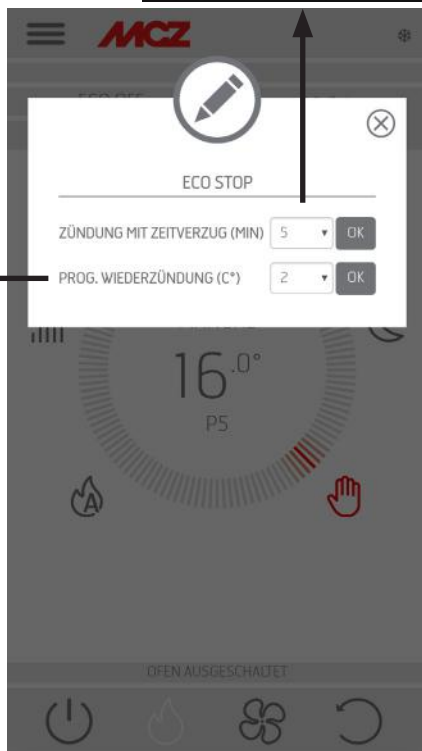 MCZ
ECO STOP
ZÜNDUNG MIT ZEITVERZUG (MIN) 5 OK
PROG. WIEDERZÜNDUNG (C°) 2 OK
16.0°
P5
A
OFEN AUSGESCHALTET